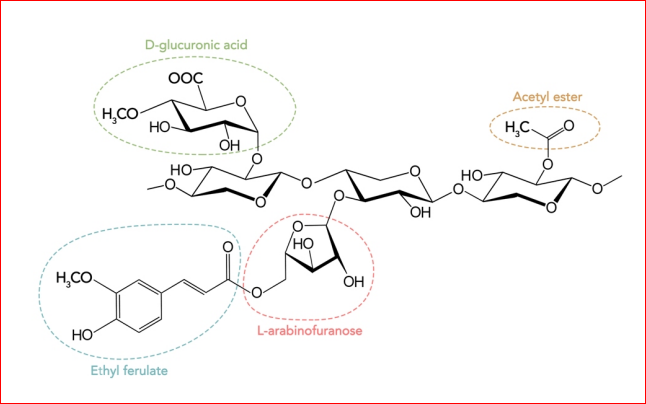 D-glucuronic acid
OOC
O
H₃CO
HO
OH
O
Acetyl ester
H₃C
O
O
HO
O
O
O
O
O
OH
O
HO
O
O
O
L-arabinofuranose
O
HO
OH
O
O
H₃CO
HO
Ethyl ferulate